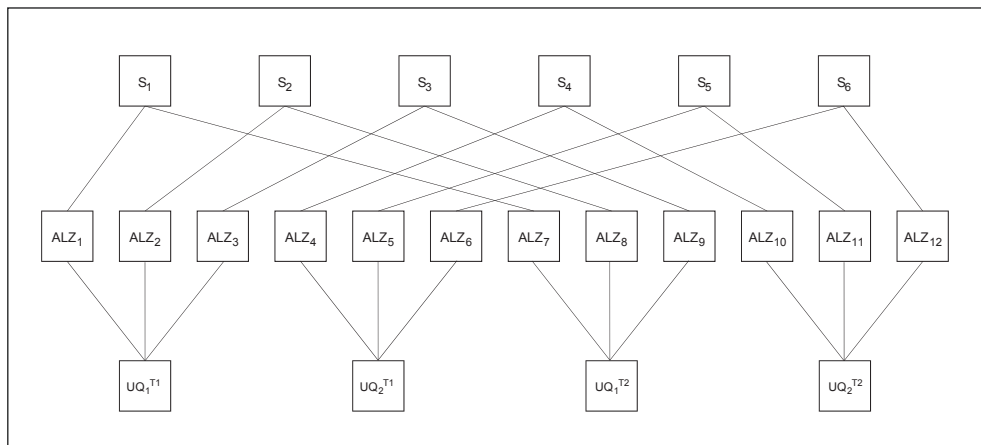 S₁ S₂ S₃ S₄ S₅ S₆
ALZ₁ ALZ₂ ALZ₃ ALZ₄ ALZ₅ ALZ₆ ALZ₇ ALZ₈ ALZ₉ ALZ₁₀ ALZ₁₁ ALZ₁₂
UQ₁ᵀ¹ UQ₂ᵀ¹ UQ₁ᵀ² UQ₂ᵀ²